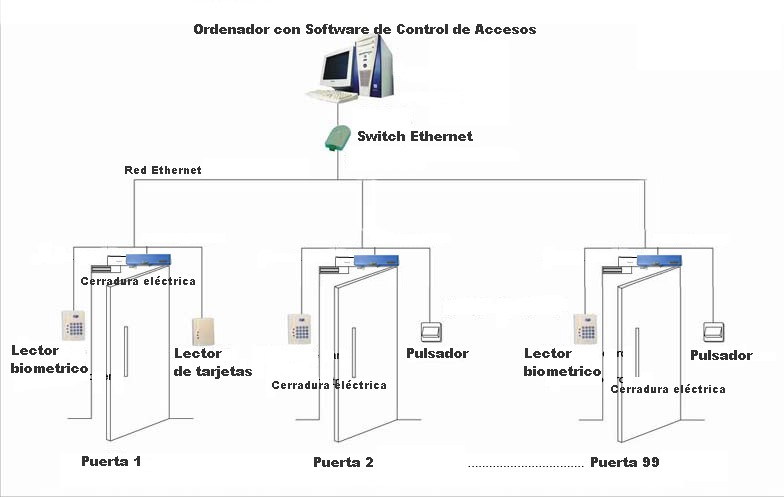 Ordenador con Software de Control de Accesos
Switch Ethernet
Red Ethernet
Cerradura eléctrica
Lector
biometrico
Lector
de tarjetas
Cerradura eléctrica
Pulsador
Lector
biometrico
Cerradura eléctrica
Pulsador
Puerta 1
Puerta 2
................................. Puerta 99